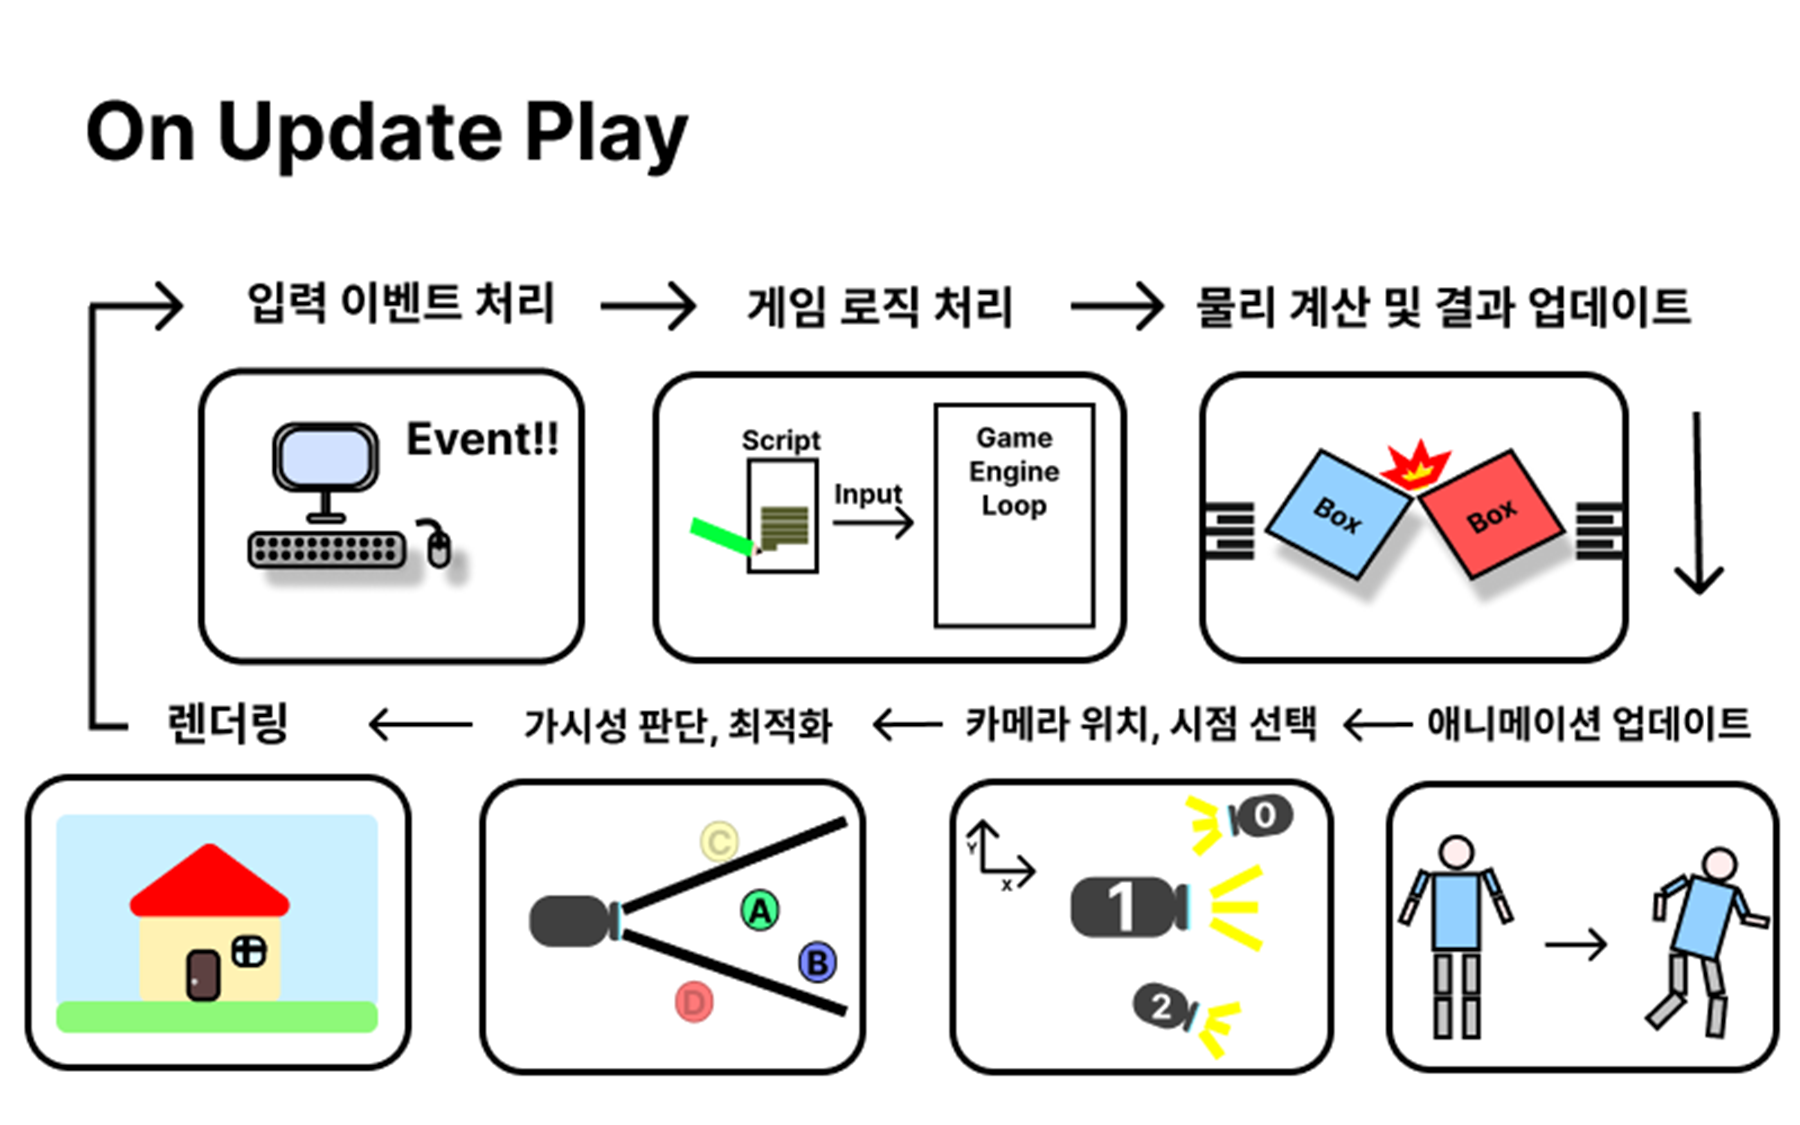 On Update Play
입력 이벤트 처리
게임 로직 처리
물리 계산 및 결과 업데이트
Event!!
Script
Input
Game
Engine
Loop
Box
Box
렌더링
가시성 판단, 최적화
카메라 위치, 시점 선택
애니메이션 업데이트
C
A
B
D
Y
X
0
1
2